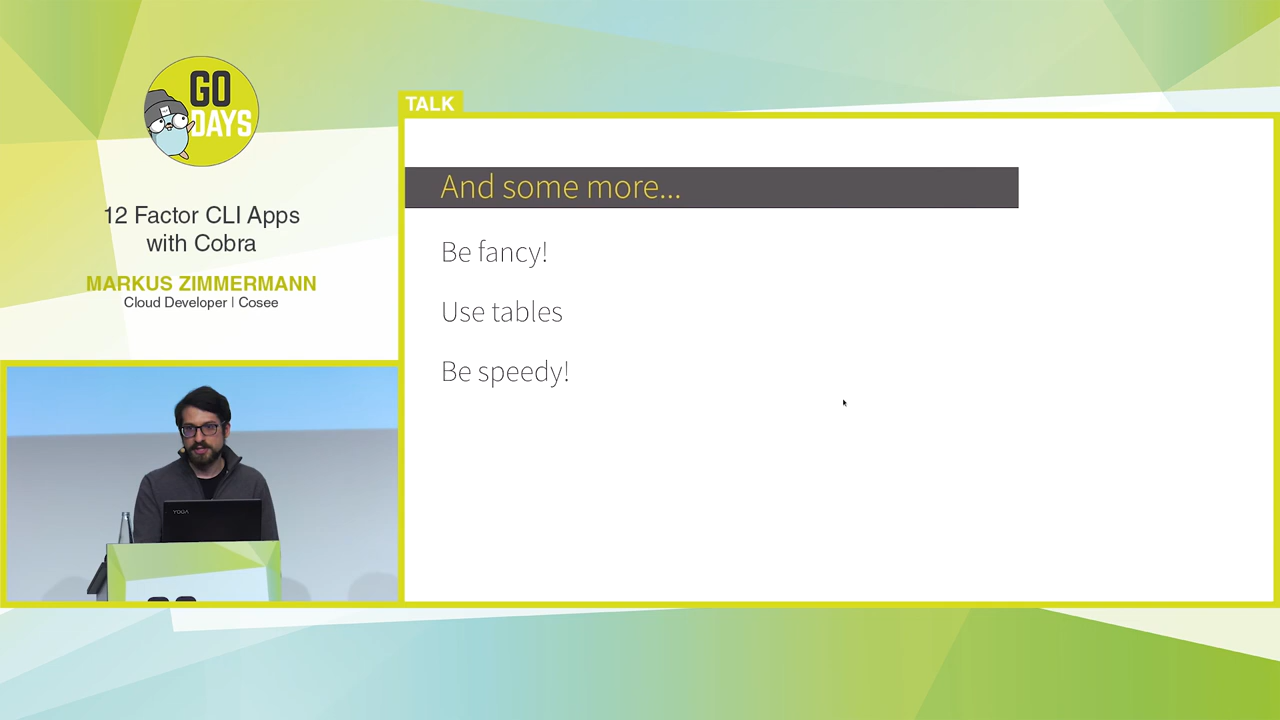 GO
DAYS
12 Factor CLI Apps
with Cobra
MARKUS ZIMMERMANN
Cloud Developer | Cosee
TALK
And some more...
Be fancy!
Use tables
Be speedy!
YOGA